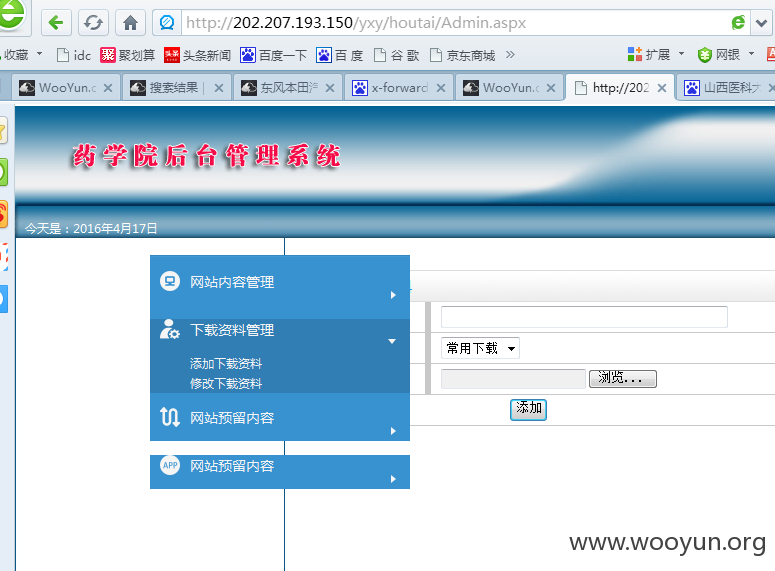 http://202.207.193.150/yxy/houtai/Admin.aspx
收藏 idc 聚划算 头条新闻 百度一下 百 度 谷 歌 京东商城 » 扩展 网银 »
WooYun.o 搜索结果 | 东风本田汽 x-forward WooYun.o http://202 山西医科大
药学院后台管理系统
今天是：2016年4月17日
网站内容管理
下载资料管理
添加下载资料
修改下载资料
网站预留内容
APP 网站预留内容
常用下载
浏览...
添加
www.wooyun.org